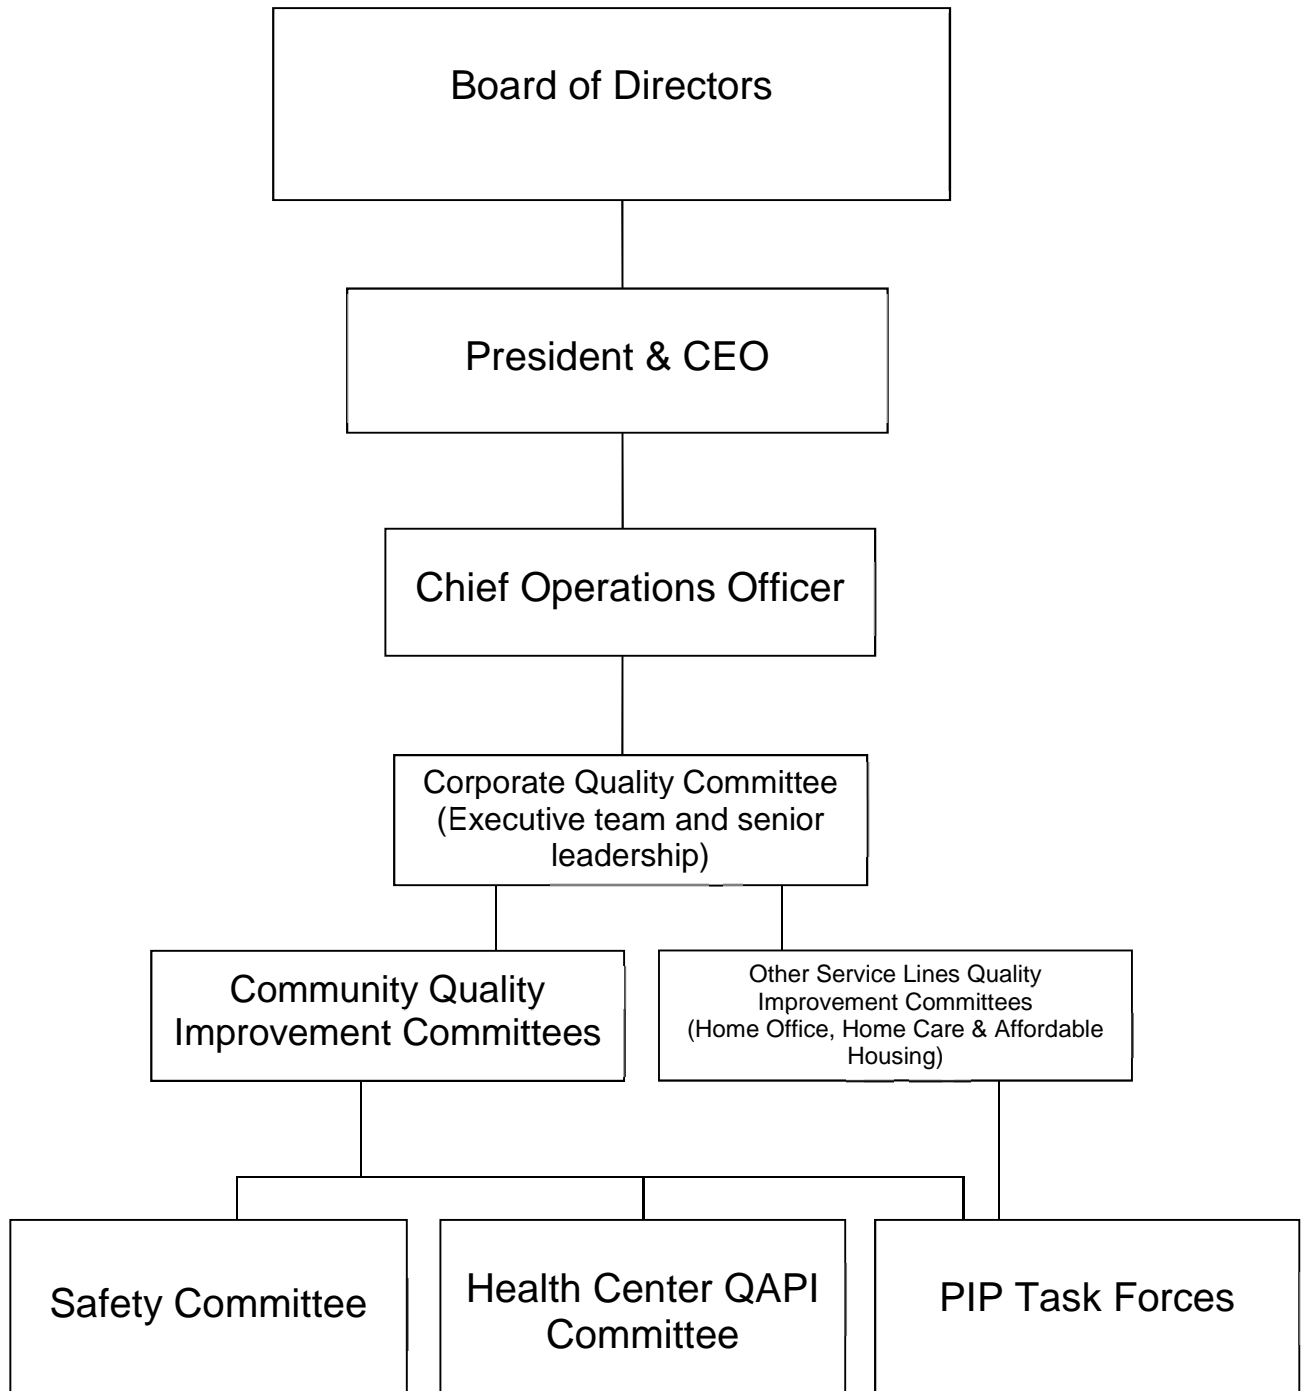 Board of Directors
President & CEO
Chief Operations Officer
Corporate Quality Committee
(Executive team and senior
leadership)
Community Quality
Improvement Committees
Other Service Lines Quality
Improvement Committees
(Home Office, Home Care & Affordable
Housing)
Safety Committee
Health Center QAPI
Committee
PIP Task Forces